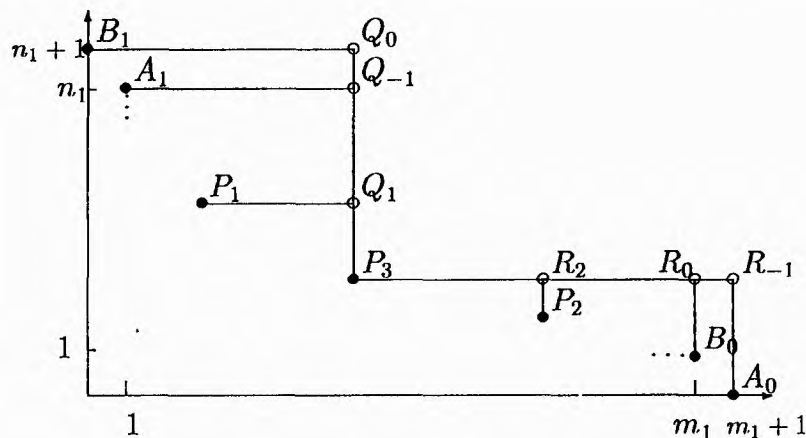 B₁ Q₀
n₁ + 1
A₁ Q₋₁
n₁
P₁ Q₁
P₃ R₂ R₀ R₋₁
P₂
1 B₀
A₀
1 m₁ m₁ + 1